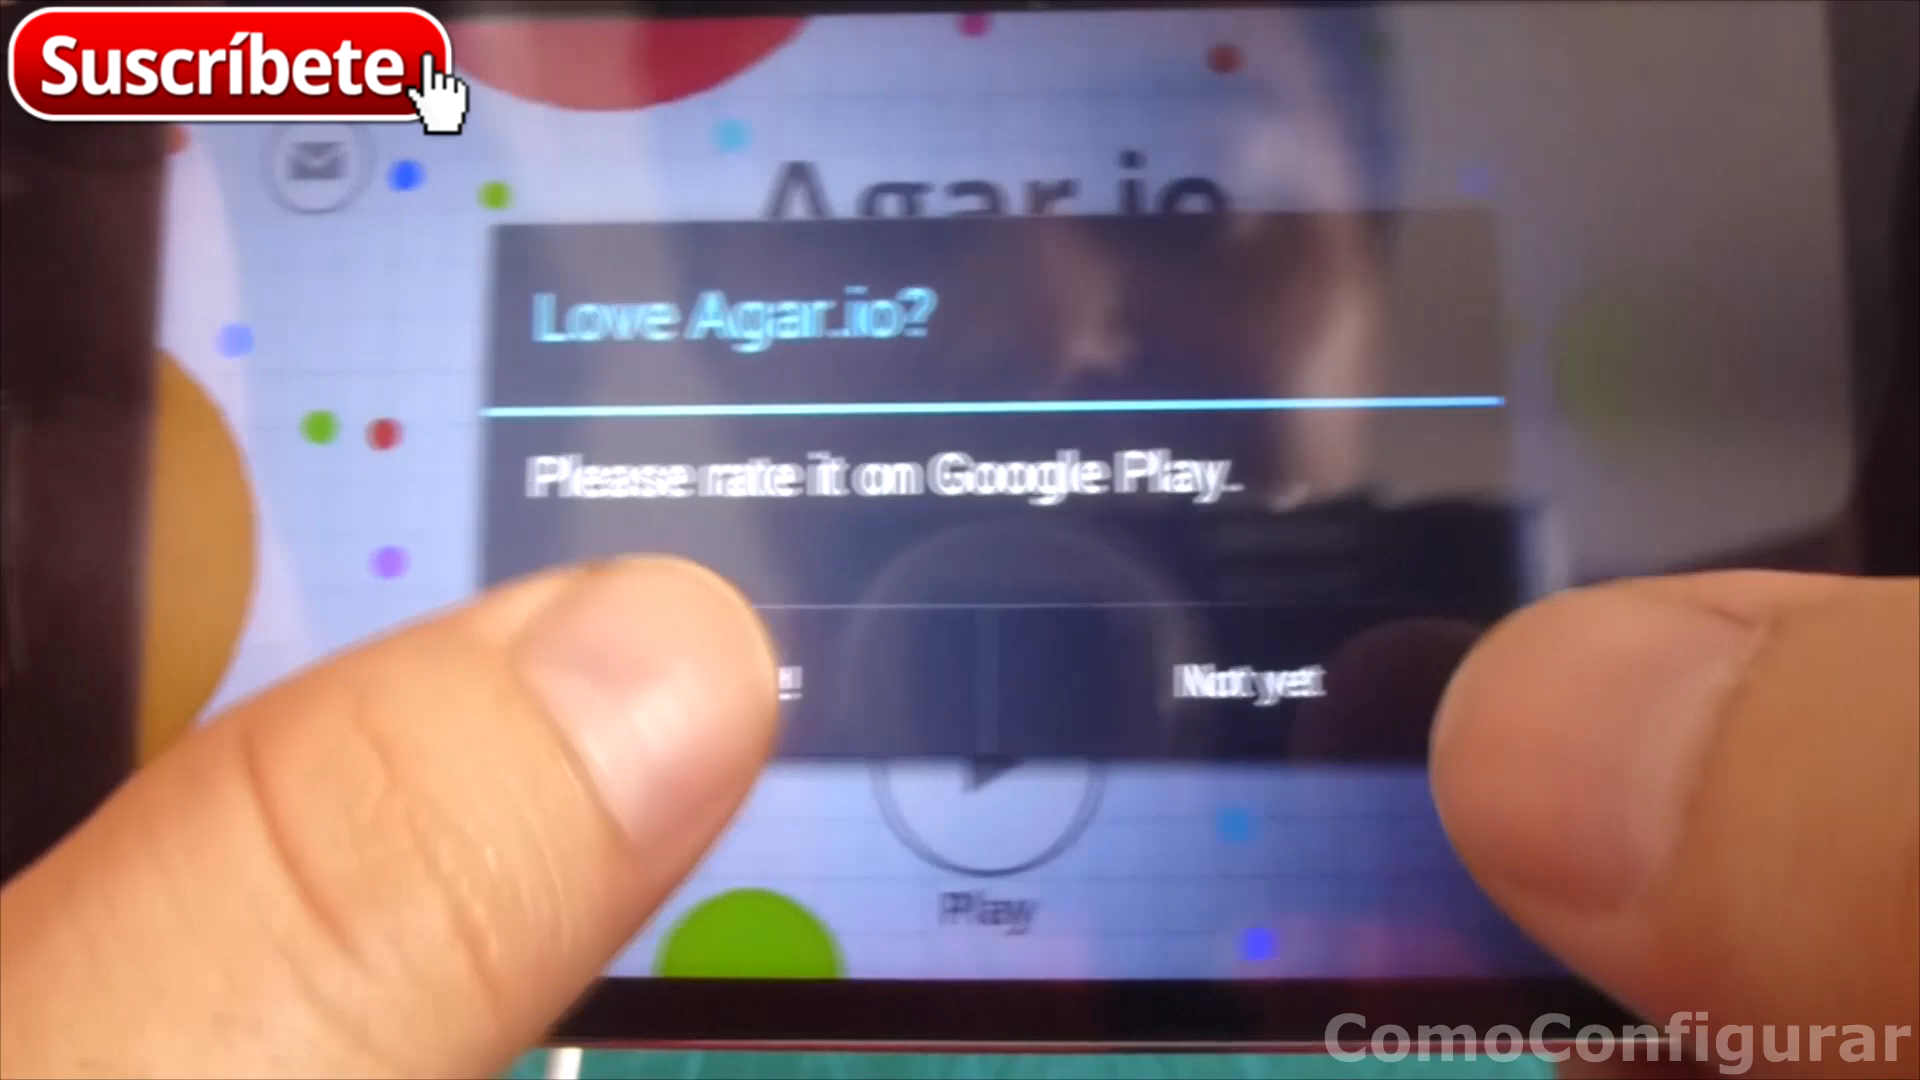 Suscríbete
Agar.io
Love Agar.io?
Please rate it on Google Play.
Not yet
Play
ComoConfigurar